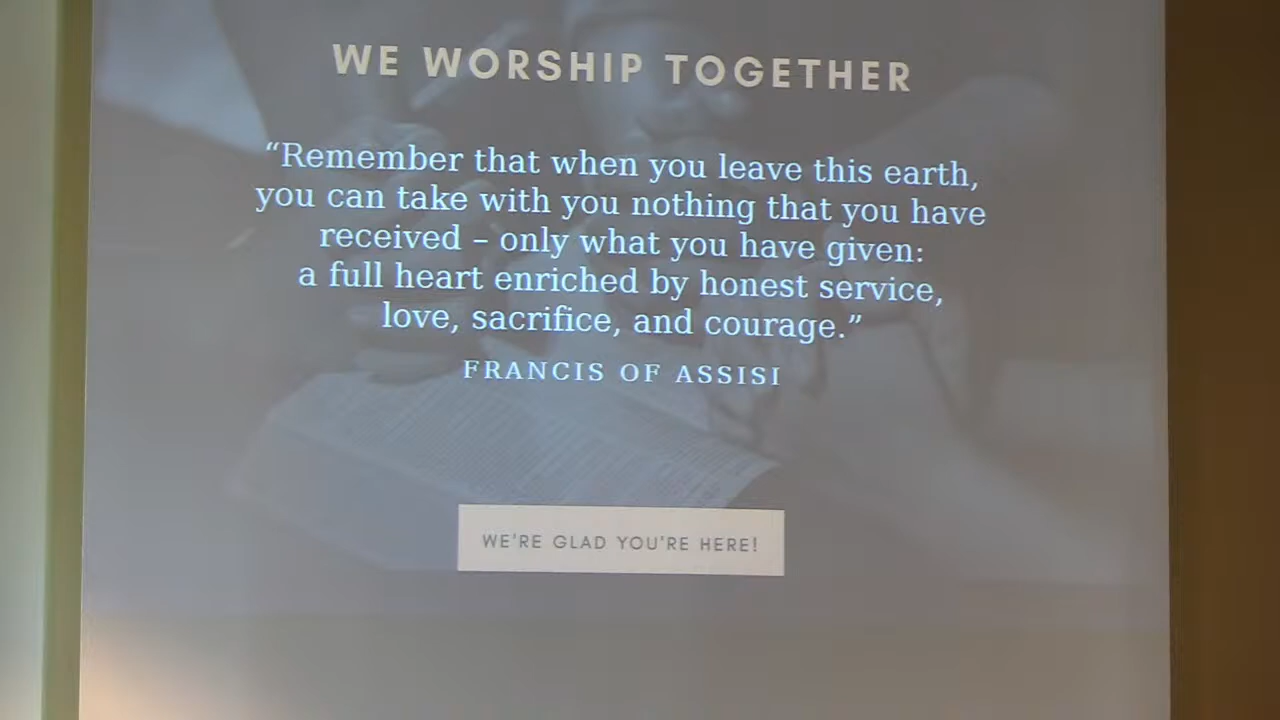 WE WORSHIP TOGETHER
“Remember that when you leave this earth,
you can take with you nothing that you have
received – only what you have given:
a full heart enriched by honest service,
love, sacrifice, and courage.”
FRANCIS OF ASSISI
WE'RE GLAD YOU'RE HERE!